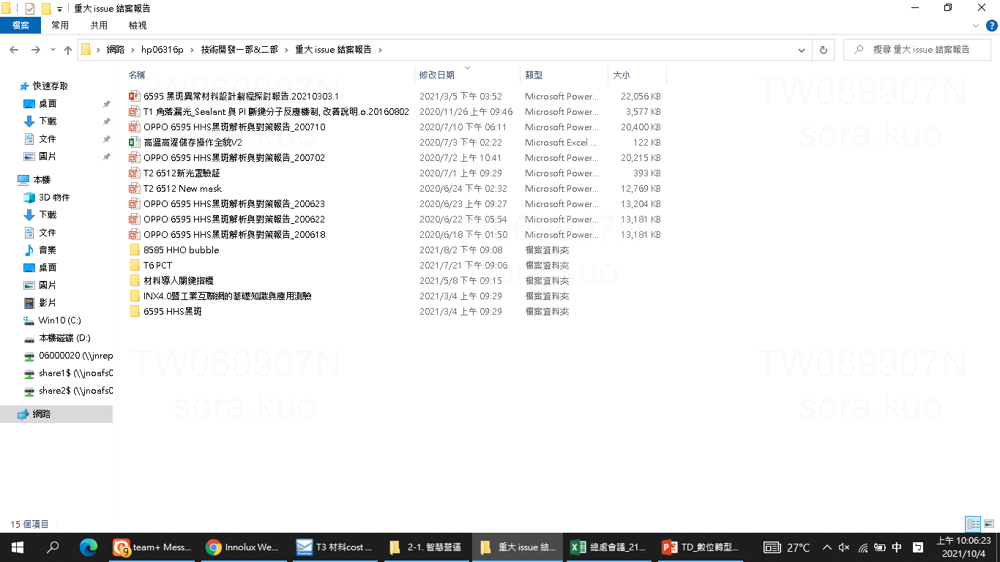 重大 issue 結案報告
檔案 常用 共用 檢視
網路 hp06316p 技術開發一部&二部 重大 issue 結案報告
搜尋 重大 issue 結案報告
快速存取
桌面
下載
文件
圖片
本機
3D 物件
下載
文件
音樂
桌面
圖片
影片
Win10 (C:)
本機磁碟 (D:)
06000020 (\\jnrep
share1$ (\\jnoafs0
share2$ (\\jnoafs0
網路
名稱 修改日期 類型 大小
6595 黑斑異常材料設計製程探討報告.20210303.1 2021/3/5 下午 03:52 Microsoft Power... 22,056 KB
T1 角落漏光_Sealant 與 PI 斷鍵分子反應機制, 改善說明.o.20160802 2020/11/26 上午 09:46 Microsoft Power... 3,577 KB
OPPO 6595 HHS黑斑解析與對策報告_200710 2020/7/10 下午 06:11 Microsoft Power... 20,400 KB
高溫高溼儲存操作全貌V2 2020/7/3 下午 02:22 Microsoft Excel ... 122 KB
OPPO 6595 HHS黑斑解析與對策報告_200702 2020/7/2 上午 10:41 Microsoft Power... 20,215 KB
T2 6512新光罩驗証 2020/7/1 上午 09:29 Microsoft Power... 393 KB
T2 6512 New mask 2020/6/24 下午 02:32 Microsoft Power... 12,769 KB
OPPO 6595 HHS黑斑解析與對策報告_200623 2020/6/23 上午 09:27 Microsoft Power... 13,204 KB
OPPO 6595 HHS黑斑解析與對策報告_200622 2020/6/22 下午 05:54 Microsoft Power... 13,181 KB
OPPO 6595 HHS黑斑解析與對策報告_200618 2020/6/18 下午 01:50 Microsoft Power... 13,181 KB
8585 HHO bubble 2021/8/2 下午 09:08 檔案資料夾
T6 PCT 2021/7/21 下午 09:06 檔案資料夾
材料導入關鍵指標 2021/5/8 下午 09:15 檔案資料夾
INX4.0暨工業互聯網的基礎知識與應用測驗 2021/3/4 上午 09:29 檔案資料夾
6595 HHS黑斑 2021/3/4 上午 09:29 檔案資料夾
TW069907N
sora.kuo
TW069907N
sora.kuo
sora.kuo
TW069907N
sora.kuo
TW069907N
sora.kuo
15 個項目
9 team+ Mess... Innolux We... T3 材料cost ... 2-1. 智慧營運 重大 issue 結... 總處會議_21... TD_數位轉型... 27°C 中 上午 10:06:23
2021/10/4